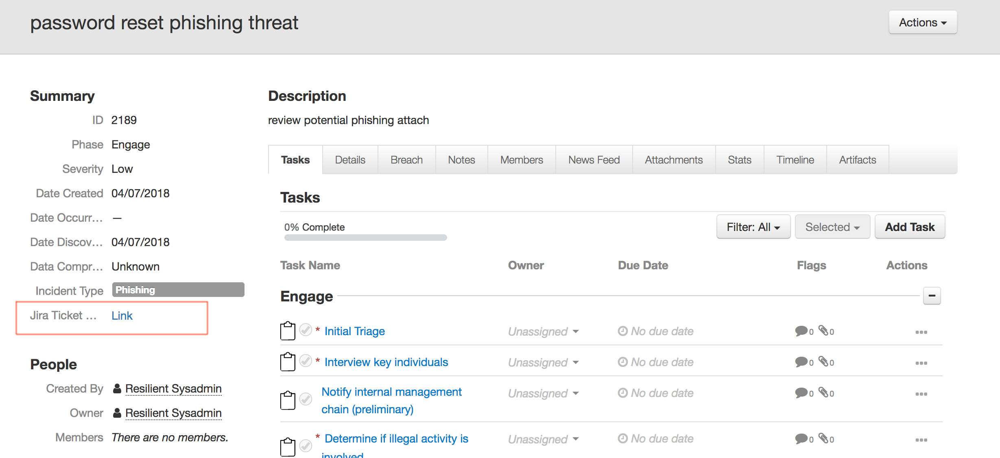 password reset phishing threat
Actions
Summary
ID 2189
Phase Engage
Severity Low
Date Created 04/07/2018
Date Occurr... —
Date Discov... 04/07/2018
Data Compr... Unknown
Incident Type Phishing
Jira Ticket ... Link
People
Created By Resilient Sysadmin
Owner Resilient Sysadmin
Members There are no members.
Description
review potential phishing attach
Tasks Details Breach Notes Members News Feed Attachments Stats Timeline Artifacts
Tasks
0% Complete
Filter: All Selected Add Task
Task Name Owner Due Date Flags Actions
Engage
* Initial Triage Unassigned No due date 0 0
* Interview key individuals Unassigned No due date 0 0
Notify internal management
chain (preliminary) Unassigned No due date 0 0
* Determine if illegal activity is
involved Unassigned No due date 0 0